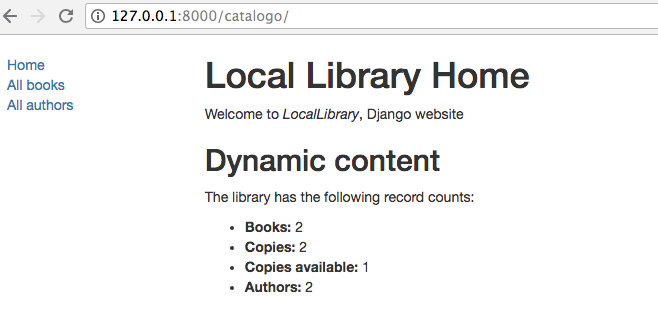 127.0.0.1:8000/catalogo/
Home
All books
All authors
Local Library Home
Welcome to LocalLibrary, Django website
Dynamic content
The library has the following record counts:
Books: 2
Copies: 2
Copies available: 1
Authors: 2